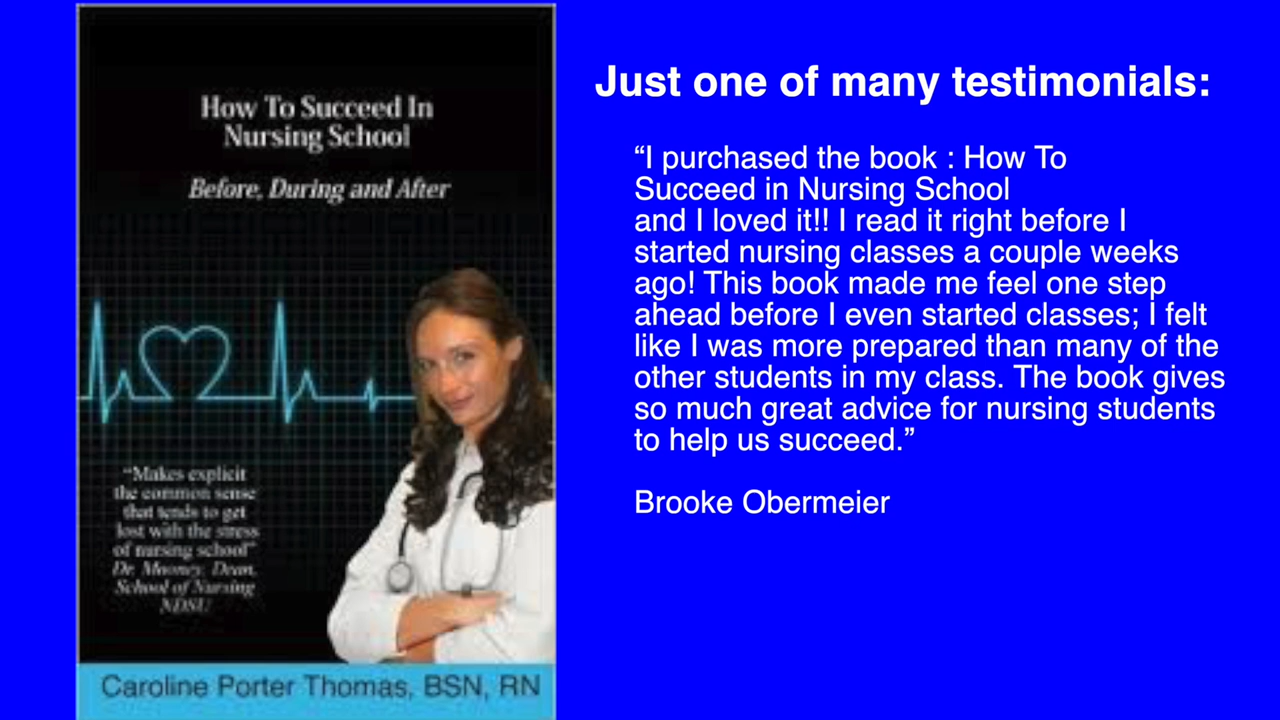 How To Succeed In
Nursing School
Before, During and After
“Makes explicit
the common sense
that tends to get
lost with the stress
of nursing school”
Dr. Mooney, Dean,
School of Nursing
NDSU
Caroline Porter Thomas, BSN, RN
Just one of many testimonials:
“I purchased the book : How To
Succeed in Nursing School
and I loved it!! I read it right before I
started nursing classes a couple weeks
ago! This book made me feel one step
ahead before I even started classes; I felt
like I was more prepared than many of the
other students in my class. The book gives
so much great advice for nursing students
to help us succeed.”
Brooke Obermeier